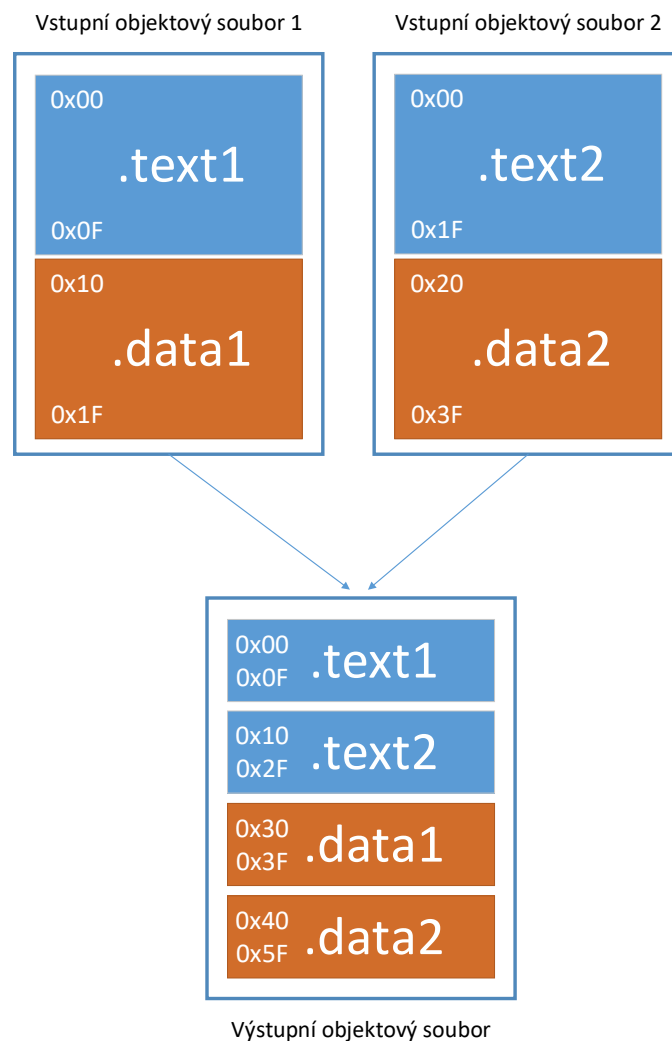 Vstupní objektový soubor 1
Vstupní objektový soubor 2
0x00
.text1
0x0F
0x10
.data1
0x1F
0x00
.text2
0x1F
0x20
.data2
0x3F
0x00
0x0F
.text1
0x10
0x2F
.text2
0x30
0x3F
.data1
0x40
0x5F
.data2
Výstupní objektový soubor